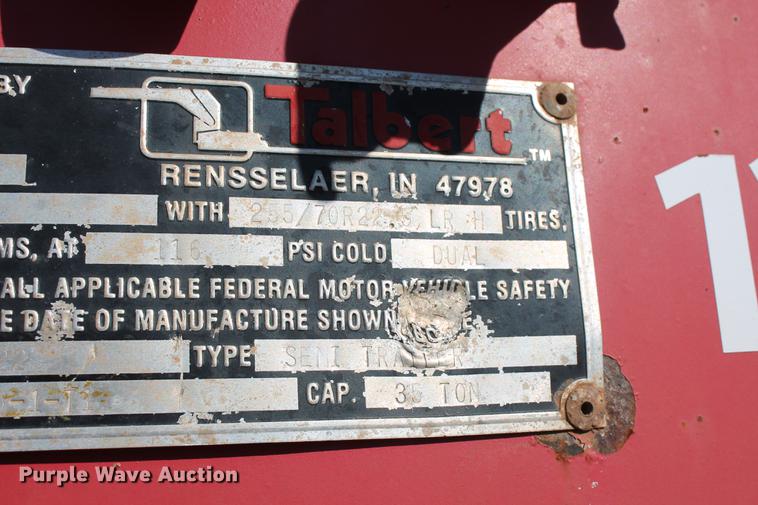 BY
Talbert TM
RENSSELAER, IN 47978
WITH 255/70R22.5 LR H TIRES,
MS, AT 116 PSI COLD DUAL
ALL APPLICABLE FEDERAL MOTOR VEHICLE SAFETY
E DATE OF MANUFACTURE SHOWN
TYPE SEMI TRAILER
CAP. 35 TON
Purple Wave Auction